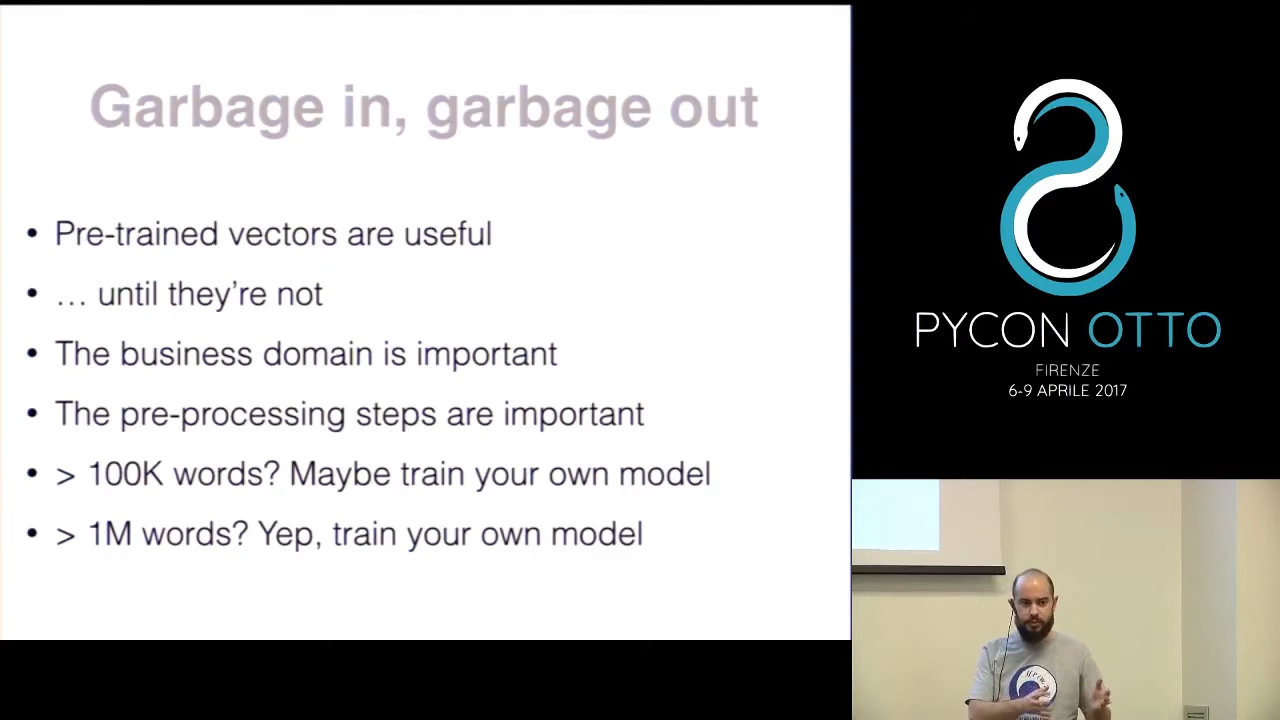 Garbage in, garbage out
• Pre-trained vectors are useful
• … until they're not
• The business domain is important
• The pre-processing steps are important
• > 100K words? Maybe train your own model
• > 1M words? Yep, train your own model
PYCON OTTO
FIRENZE
6-9 APRILE 2017